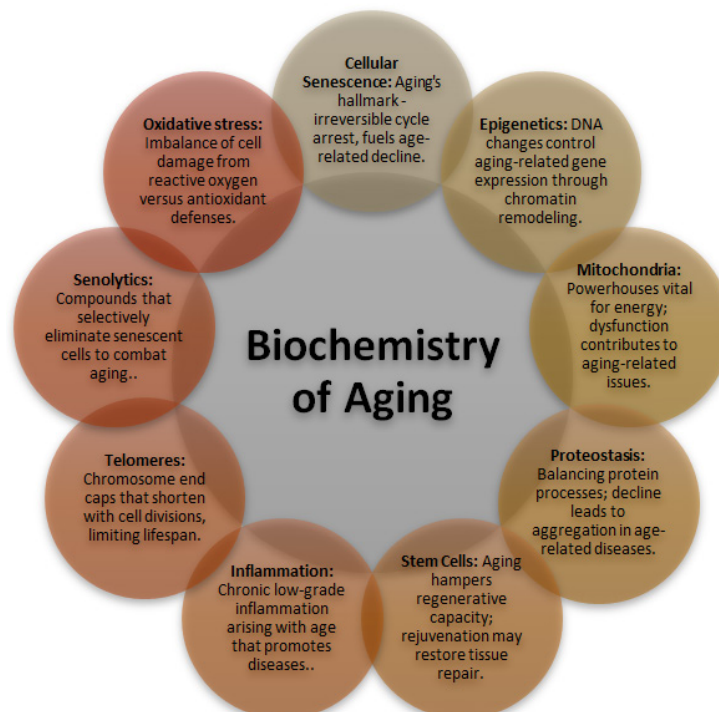 Cellular
Senescence: Aging's
hallmark -
irreversible cycle
arrest, fuels age-
related decline.
Epigenetics: DNA
changes control
aging-related gene
expression through
chromatin
remodeling.
Mitochondria:
Powerhouses vital
for energy;
dysfunction
contributes to
aging-related
issues.
Proteostasis:
Balancing protein
processes; decline
leads to
aggregation in age-
related diseases.
Stem Cells: Aging
hampers
regenerative
capacity;
rejuvenation may
restore tissue
repair.
Inflammation:
Chronic low-grade
inflammation
arising with age
that promotes
diseases..
Telomeres:
Chromosome end
caps that shorten
with cell divisions,
limiting lifespan.
Senolytics:
Compounds that
selectively
eliminate senescent
cells to combat
aging..
Oxidative stress:
Imbalance of cell
damage from
reactive oxygen
versus antioxidant
defenses.
Biochemistry
of Aging